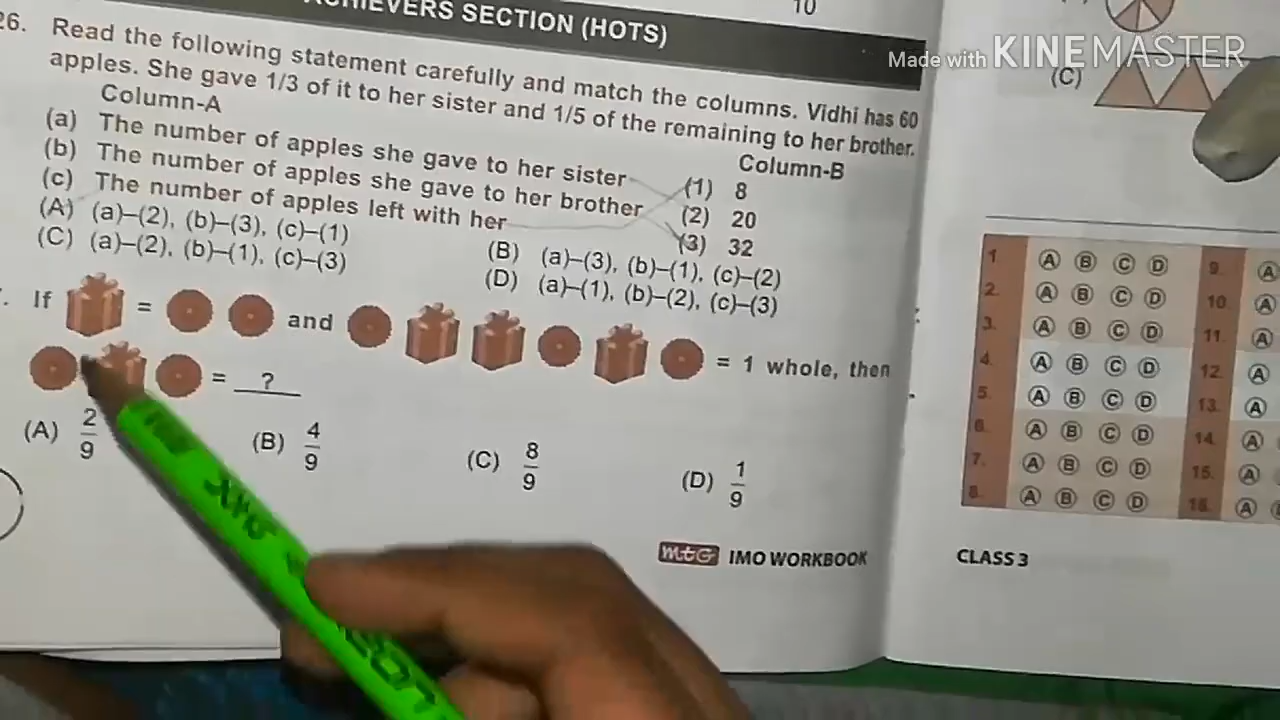 ACHIEVERS SECTION (HOTS)
10
Made with KINEMASTER
26. Read the following statement carefully and match the columns. Vidhi has 60
apples. She gave 1/3 of it to her sister and 1/5 of the remaining to her brother.
Column-A
Column-B
(a) The number of apples she gave to her sister
(1) 8
(b) The number of apples she gave to her brother
(2) 20
(c) The number of apples left with her
(3) 32
(A) (a)–(2), (b)–(3), (c)–(1)
(B) (a)–(3), (b)–(1), (c)–(2)
(C) (a)–(2), (b)–(1), (c)–(3)
(D) (a)–(1), (b)–(2), (c)–(3)
If = and = 1 whole, then
= ?
(A) 2/9
(B) 4/9
(C) 8/9
(D) 1/9
mtG IMO WORKBOOK
CLASS 3
(C)
1 A B C D 9. A
2. A B C D 10. A
3. A B C D 11. A
4. A B C D 12. A
5. A B C D 13. A
6. A B C D 14. A
7. A B C D 15. A
8. A B C D 16. A